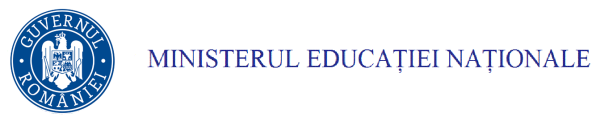 GUVERNUL
ROMÂNIEI
MINISTERUL EDUCAȚIEI NAȚIONALE